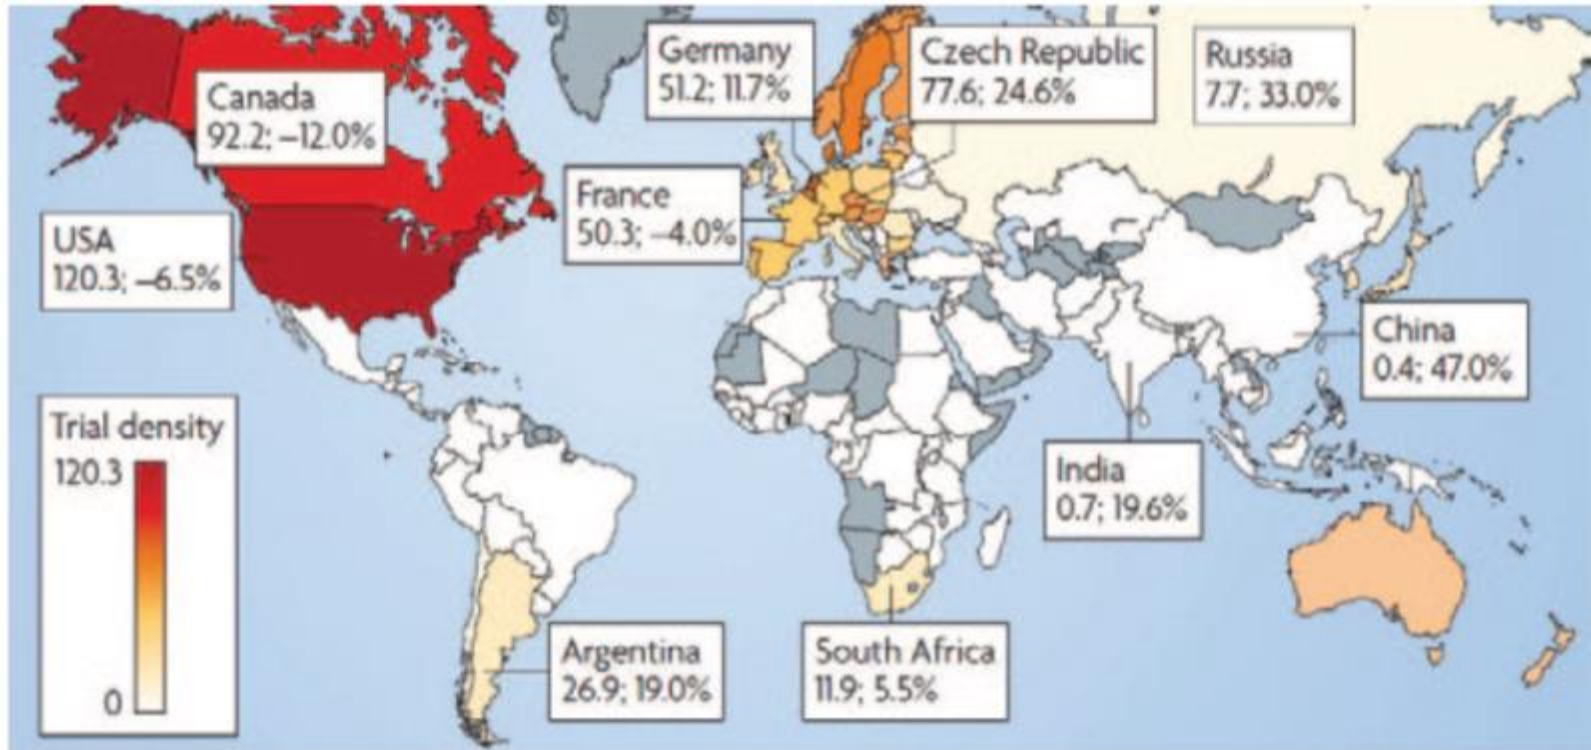 Germany
51.2; 11.7%
Czech Republic
77.6; 24.6%
Russia
7.7; 33.0%
Canada
92.2; –12.0%
France
50.3; –4.0%
USA
120.3; –6.5%
China
0.4; 47.0%
Trial density
120.3
0
India
0.7; 19.6%
Argentina
26.9; 19.0%
South Africa
11.9; 5.5%